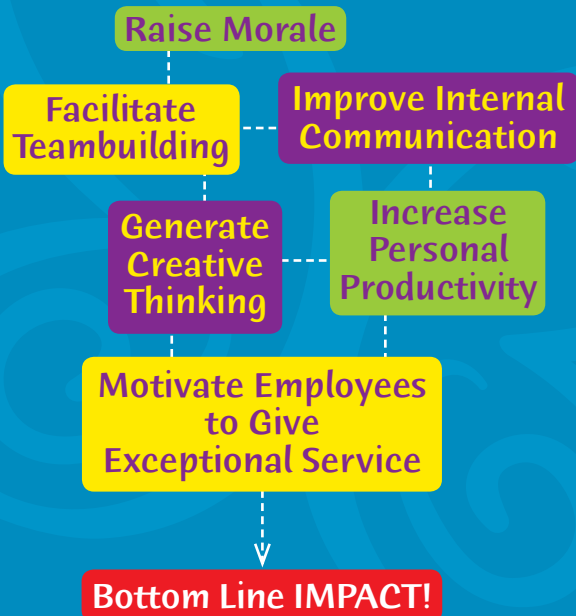 Raise Morale
Facilitate
Teambuilding
Improve Internal
Communication
Generate
Creative
Thinking
Increase
Personal
Productivity
Motivate Employees
to Give
Exceptional Service
Bottom Line IMPACT!